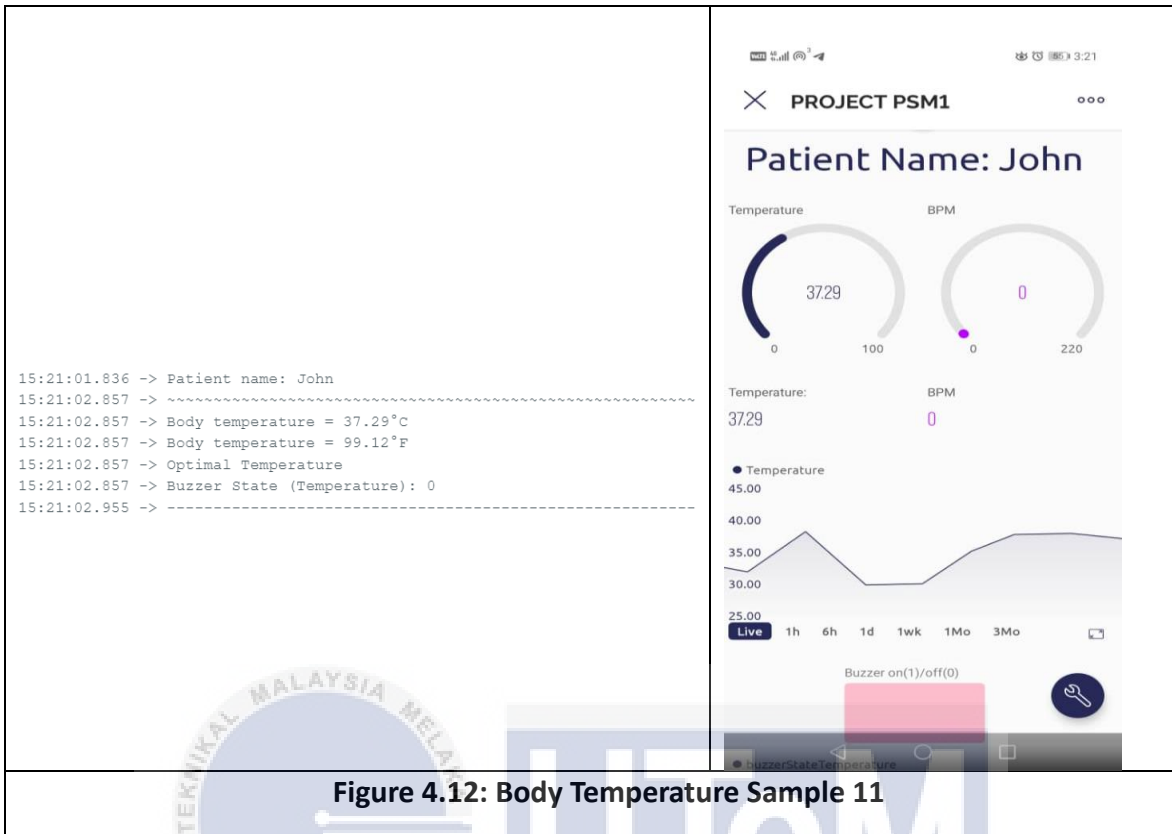 15:21:01.836 -> Patient name: John
15:21:02.857 -> ~~~~~~~~~~~~~~~~~~~~~~~~~~~~~~~~~~~~~~~~~~~~~~~~~~~~~~~~~
15:21:02.857 -> Body temperature = 37.29°C
15:21:02.857 -> Body temperature = 99.12°F
15:21:02.857 -> Optimal Temperature
15:21:02.857 -> Buzzer State (Temperature): 0
15:21:02.955 -> ---------------------------------------------------------
3:21
PROJECT PSM1
Patient Name: John
Temperature BPM
37.29 0
0 100 0 220
Temperature: BPM
37.29 0
Temperature
45.00
40.00
35.00
30.00
25.00
Live 1h 6h 1d 1wk 1Mo 3Mo
Buzzer on(1)/off(0)
buzzerStateTemperature
Figure 4.12: Body Temperature Sample 11
TEKNIKAL MALAYSIA
UTeM